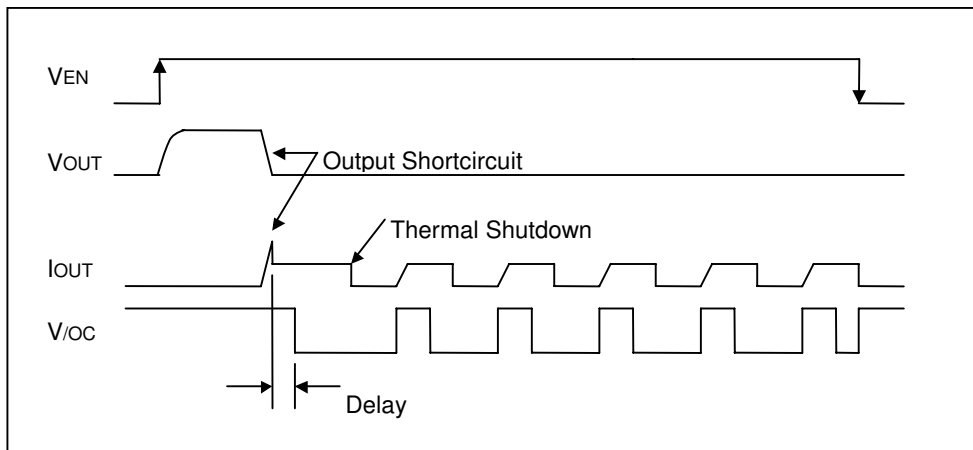 VEN
VOUT
Output Shortcircuit
Thermal Shutdown
IOUT
V/OC
Delay